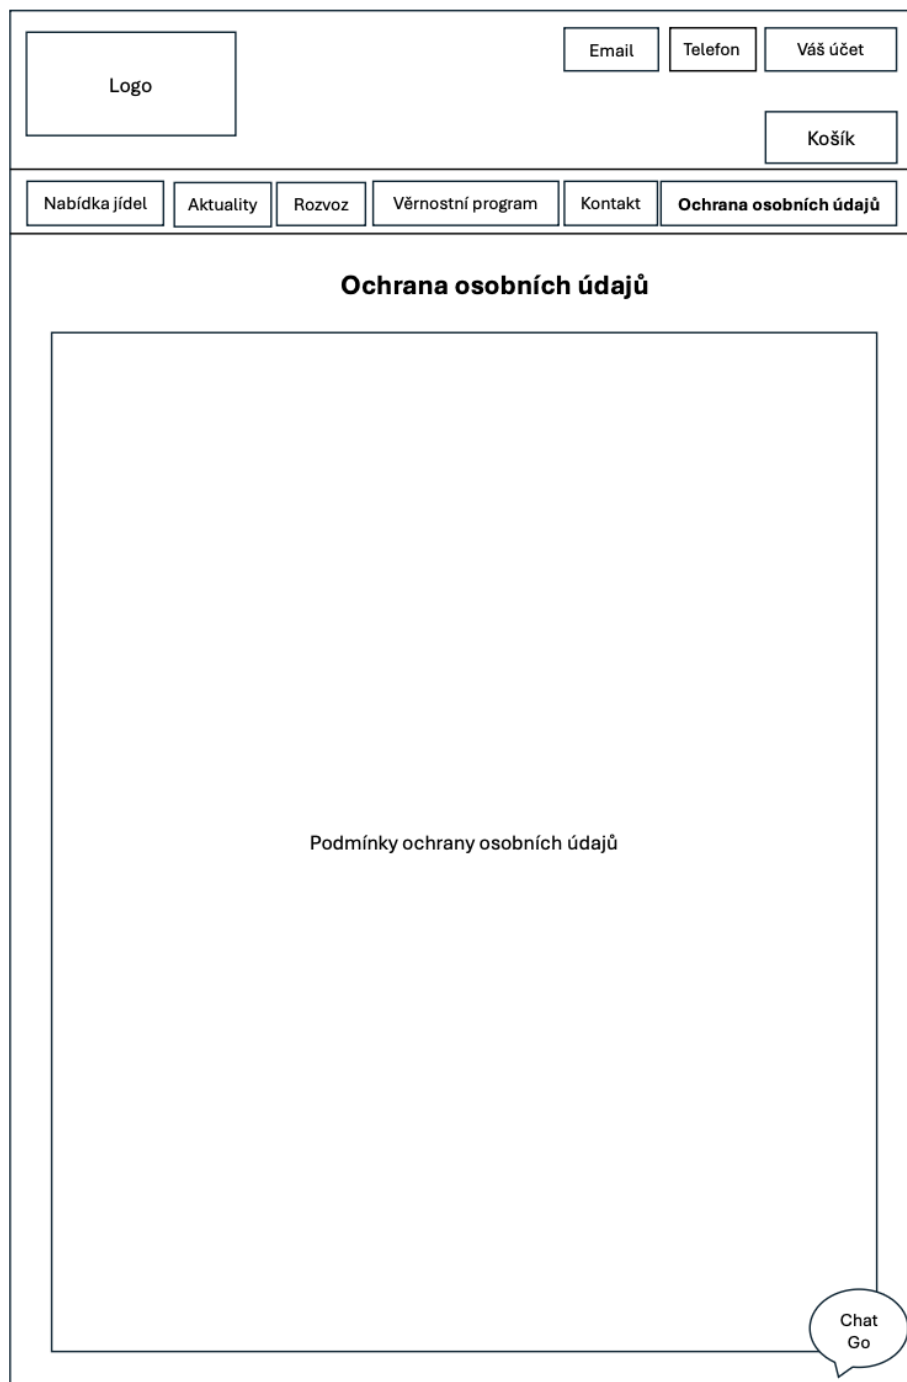 Logo
Email
Telefon
Váš účet
Košík
Nabídka jídel
Aktuality
Rozvoz
Věrnostní program
Kontakt
Ochrana osobních údajů
Ochrana osobních údajů
Podmínky ochrany osobních údajů
Chat
Go